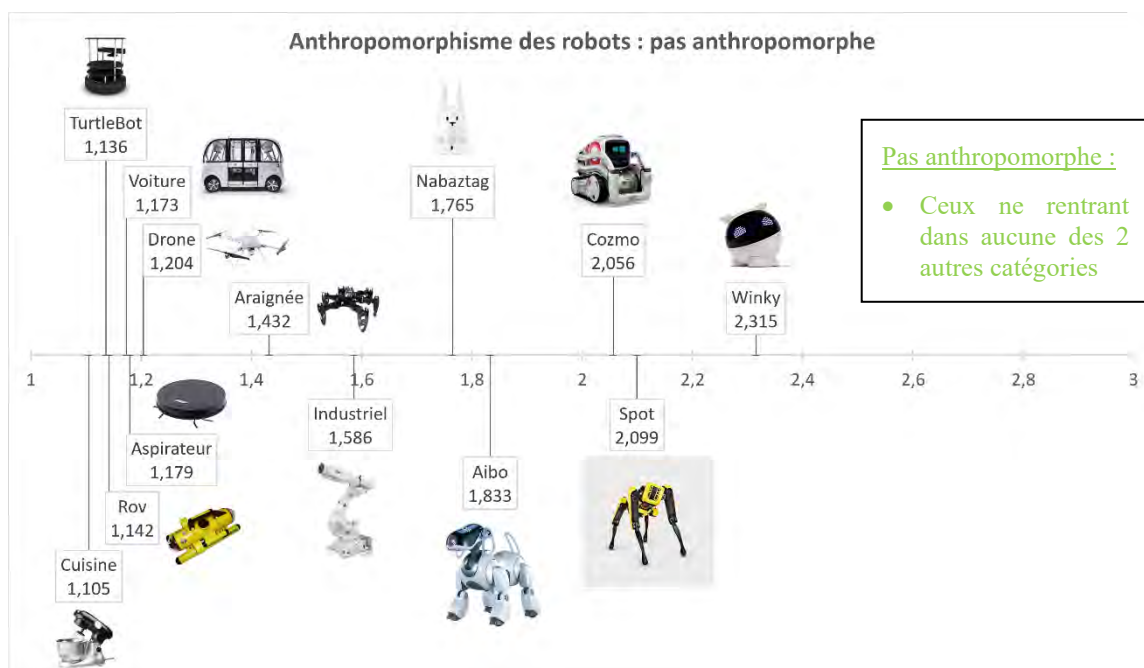 Anthropomorphisme des robots : pas anthropomorphe
TurtleBot
1,136
Voiture
1,173
Drone
1,204
Araignée
1,432
Nabaztag
1,765
Cozmo
2,056
Winky
2,315
Pas anthropomorphe :
• Ceux ne rentrant
dans aucune des 2
autres catégories
1 1,2 1,4 1,6 1,8 2 2,2 2,4 2,6 2,8 3
Aspirateur
1,179
Rov
1,142
Cuisine
1,105
Industriel
1,586
Aibo
1,833
Spot
2,099